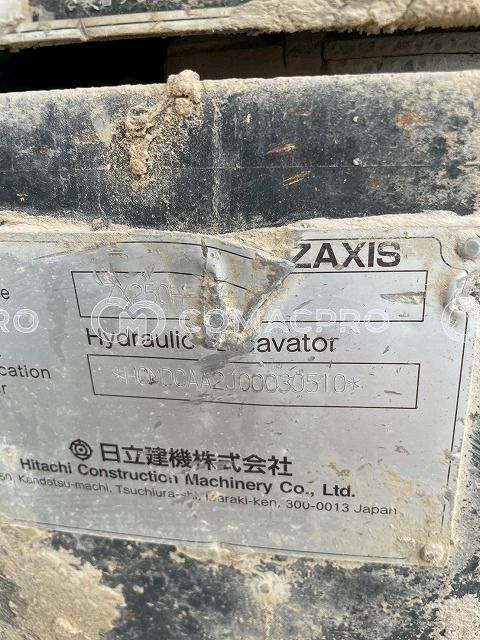 ZAXIS
X250H
Hydraulic
COMACPRO
cation
*HCMDCAA2J00030510*
日立建機株式会社
Hitachi Construction Machinery Co., Ltd.
Kandatsu-machi, Tsuchiura-shi, Ibaraki-ken, 300-0013 Japan